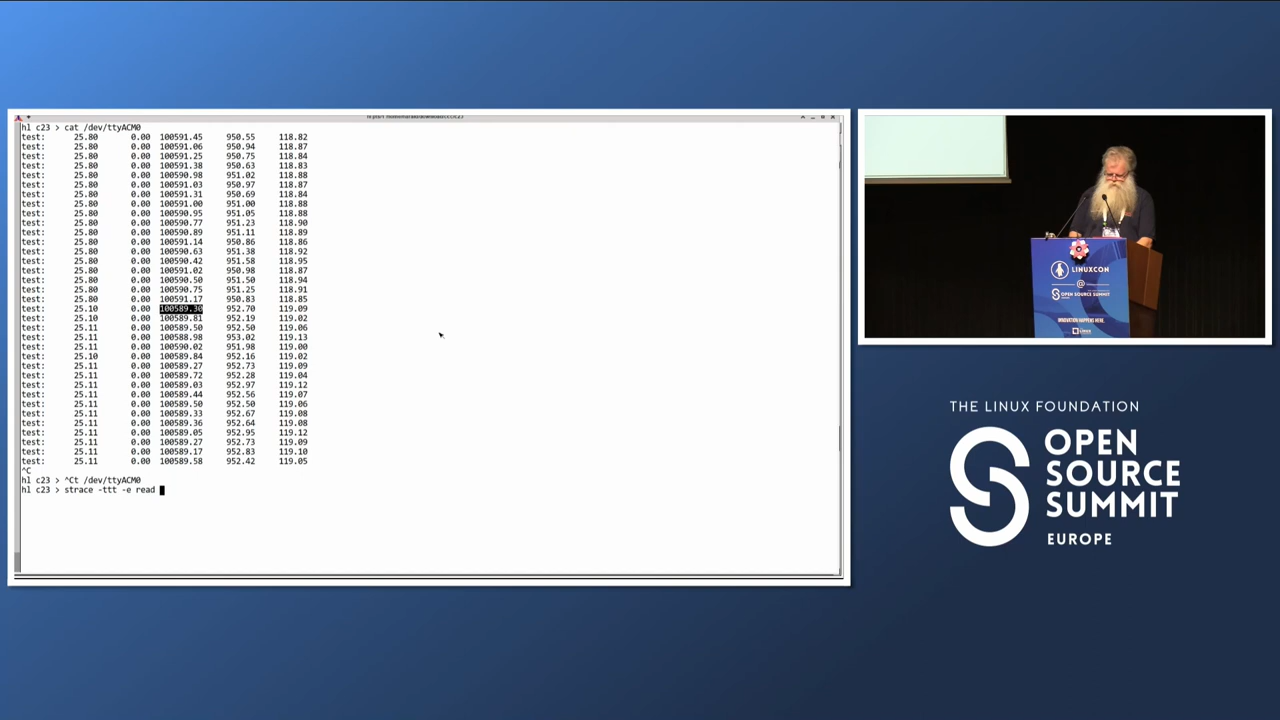 hl c23 > cat /dev/ttyACM0
test: 25.80 0.00 100591.45 950.55 118.82
test: 25.80 0.00 100591.06 950.94 118.87
test: 25.80 0.00 100591.25 950.75 118.84
test: 25.80 0.00 100591.38 950.63 118.83
test: 25.80 0.00 100590.98 951.02 118.88
test: 25.80 0.00 100591.03 950.97 118.87
test: 25.80 0.00 100591.31 950.69 118.84
test: 25.80 0.00 100591.00 951.00 118.88
test: 25.80 0.00 100590.95 951.05 118.88
test: 25.80 0.00 100590.77 951.23 118.90
test: 25.80 0.00 100590.89 951.11 118.89
test: 25.80 0.00 100591.14 950.86 118.86
test: 25.80 0.00 100590.63 951.38 118.92
test: 25.80 0.00 100590.42 951.58 118.95
test: 25.80 0.00 100591.02 950.98 118.87
test: 25.80 0.00 100590.50 951.50 118.94
test: 25.80 0.00 100590.75 951.25 118.91
test: 25.80 0.00 100591.17 950.83 118.85
test: 25.10 0.00 100589.30 952.70 119.09
test: 25.10 0.00 100589.81 952.19 119.02
test: 25.11 0.00 100589.50 952.50 119.06
test: 25.11 0.00 100588.98 953.02 119.13
test: 25.11 0.00 100590.02 951.98 119.00
test: 25.10 0.00 100589.84 952.16 119.02
test: 25.11 0.00 100589.27 952.73 119.09
test: 25.11 0.00 100589.72 952.28 119.04
test: 25.11 0.00 100589.03 952.97 119.12
test: 25.11 0.00 100589.44 952.56 119.07
test: 25.11 0.00 100589.50 952.50 119.06
test: 25.11 0.00 100589.33 952.67 119.08
test: 25.11 0.00 100589.36 952.64 119.08
test: 25.11 0.00 100589.05 952.95 119.12
test: 25.11 0.00 100589.27 952.73 119.09
test: 25.11 0.00 100589.17 952.83 119.10
test: 25.11 0.00 100589.58 952.42 119.05
^C
hl c23 > ^Ct /dev/ttyACM0
hl c23 > strace -ttt -e read
LINUXCON
@
OPEN SOURCE SUMMIT
INNOVATION HAPPENS HERE.
THE LINUX FOUNDATION
OPEN
SOURCE
SUMMIT
EUROPE